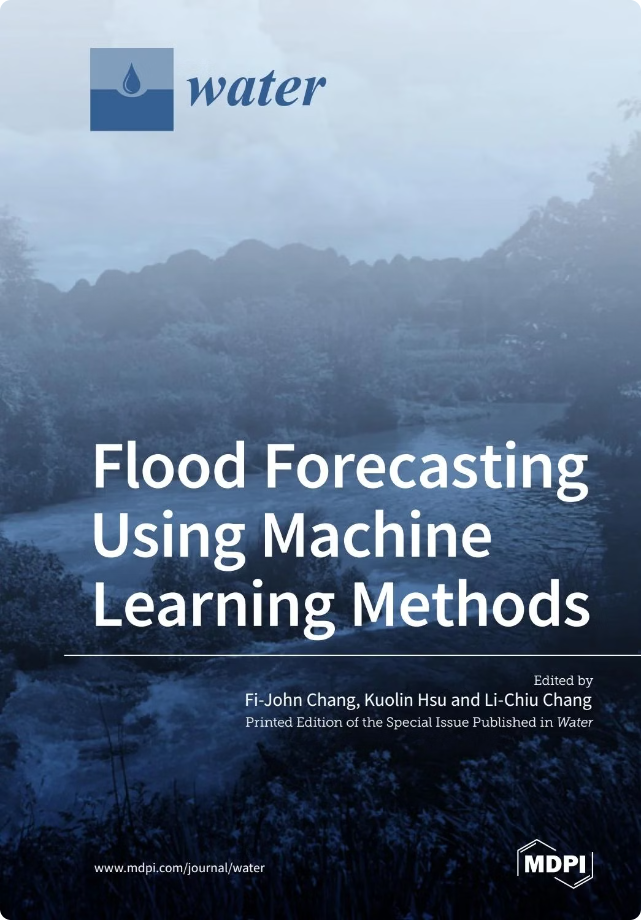 water
Flood Forecasting
Using Machine
Learning Methods
Edited by
Fi-John Chang, Kuolin Hsu and Li-Chiu Chang
Printed Edition of the Special Issue Published in Water
www.mdpi.com/journal/water
MDPI